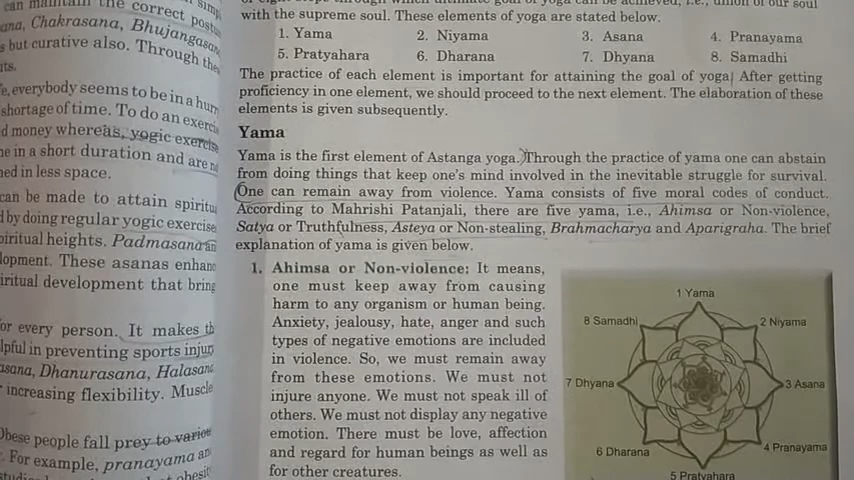 can maintain the correct
Chakrasana, Bhujangasana
s but curative also. Through
everybody seems to be in a
shortage of time. To do an
d money whereas, yogic exercise
in a short duration and are
in less space.
can be made to attain
d by doing regular yogic
heights. Padmasana
These asanas
development that bring
for every person. It makes
in preventing sports
Dhanurasana,
increasing flexibility.
people fall prey to
For example, pranayama
with the supreme soul. These elements of yoga are stated below.
1. Yama 2. Niyama 3. Asana 4. Pranayama
5. Pratyahara 6. Dharana 7. Dhyana 8. Samadhi
The practice of each element is important for attaining the goal of yoga. After getting
proficiency in one element, we should proceed to the next element. The elaboration of these
elements is given subsequently.
Yama
Yama is the first element of Astanga yoga. Through the practice of yama one can abstain
from doing things that keep one's mind involved in the inevitable struggle for survival.
One can remain away from violence. Yama consists of five moral codes of conduct.
According to Mahrishi Patanjali, there are five yama, i.e., Ahimsa or Non-violence,
Satya or Truthfulness, Asteya or Non-stealing, Brahmacharya and Aparigraha. The brief
explanation of yama is given below.
1. Ahimsa or Non-violence: It means,
one must keep away from causing
harm to any organism or human being.
Anxiety, jealousy, hate, anger and such
types of negative emotions are included
in violence. So, we must remain away
from these emotions. We must not
injure anyone. We must not speak ill of
others. We must not display any negative
emotion. There must be love, affection
and regard for human beings as well as
for other creatures.
1 Yama
8 Samadhi 2 Niyama
7 Dhyana 3 Asana
6 Dharana 4 Pranayama
5 Pratyahara